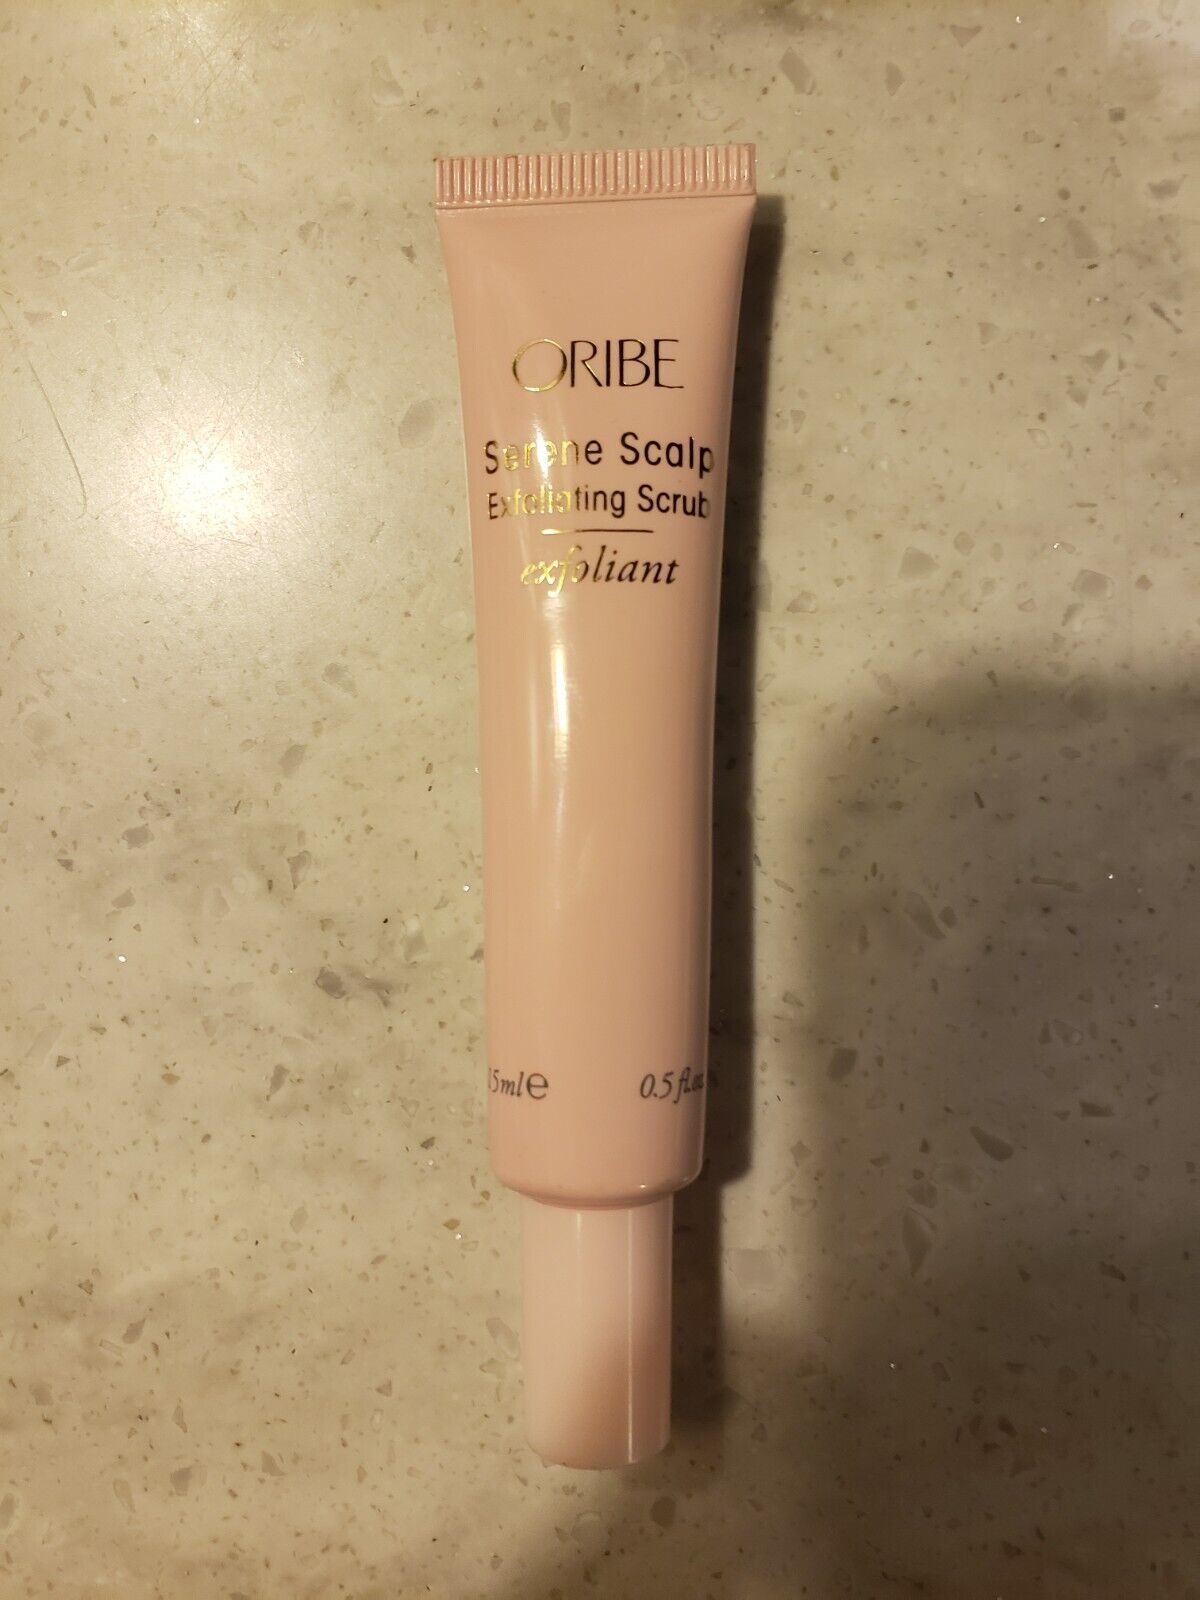 ORIBE
Serene Scalp
Exfoliating Scrub
exfoliant
15ml℮ 0.5 fl.oz